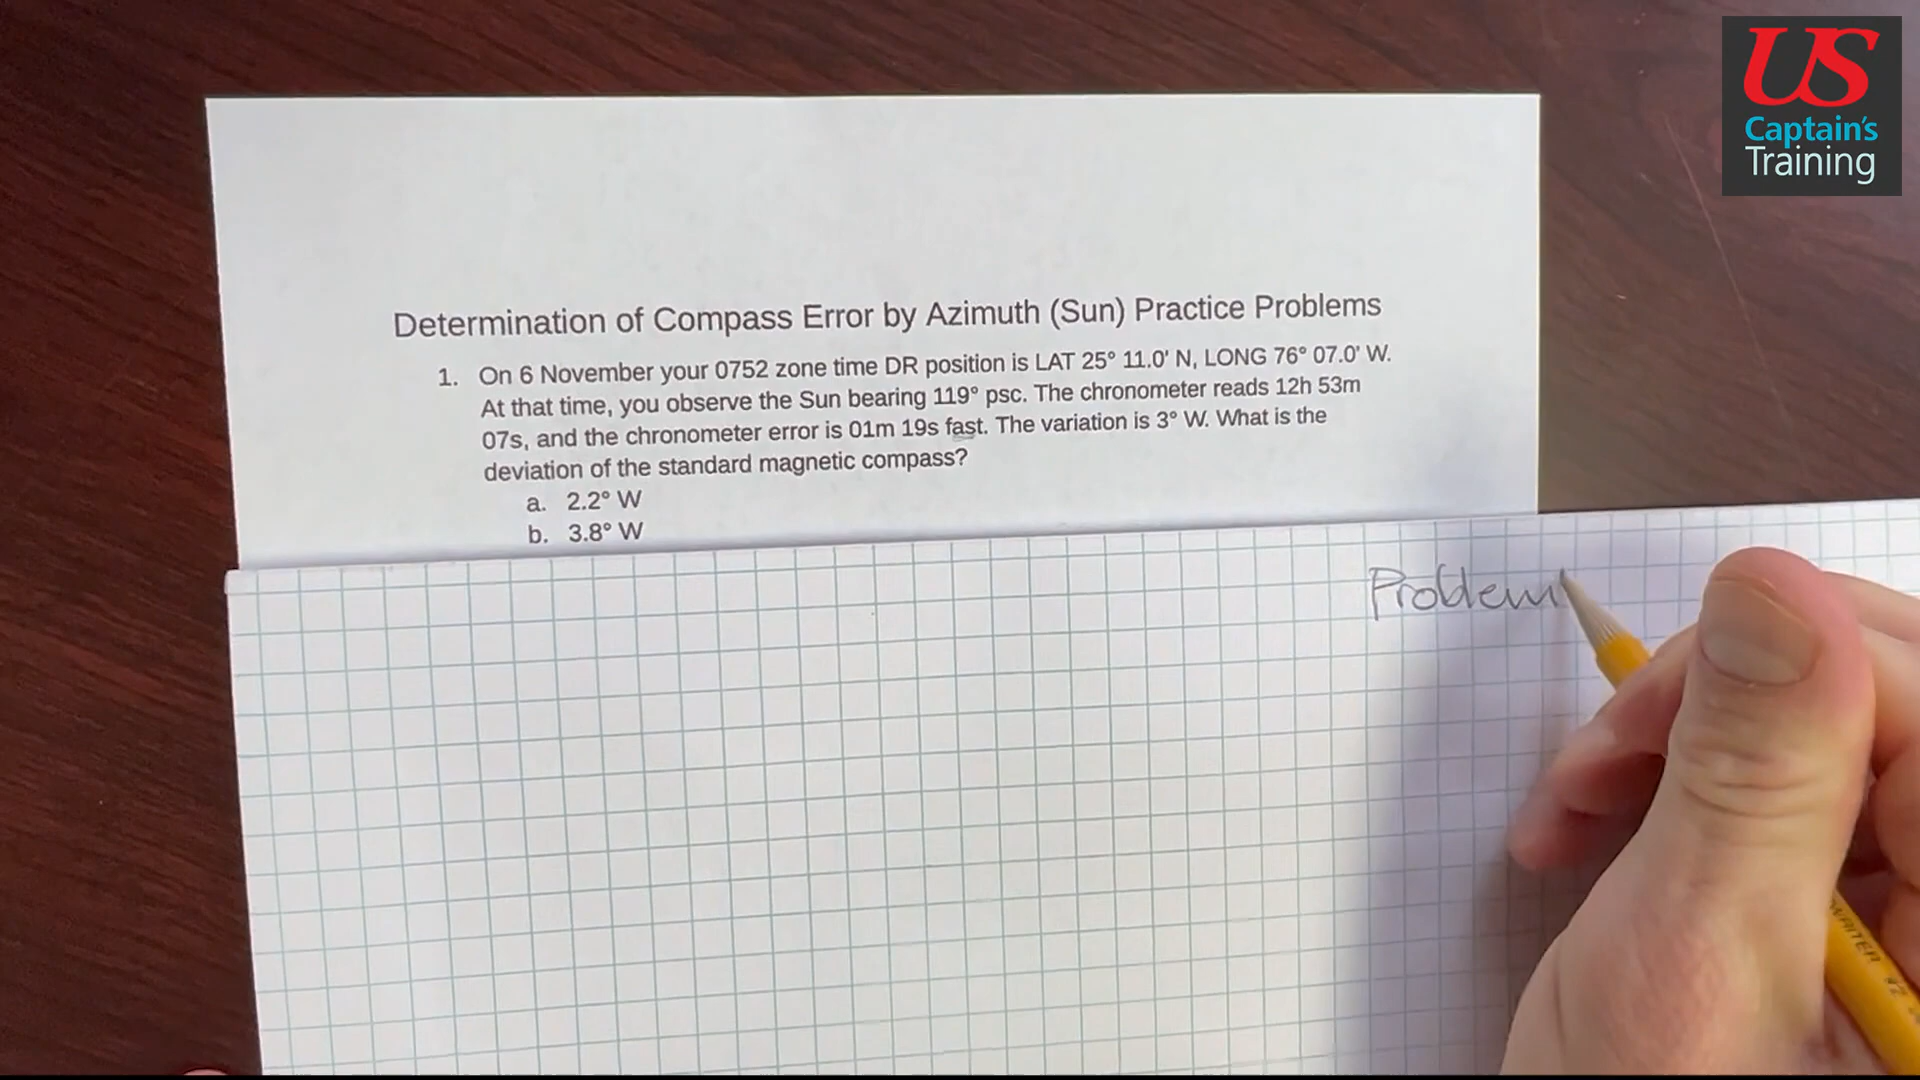 US
Captain's
Training
Determination of Compass Error by Azimuth (Sun) Practice Problems
1. On 6 November your 0752 zone time DR position is LAT 25° 11.0' N, LONG 76° 07.0' W.
At that time, you observe the Sun bearing 119° psc. The chronometer reads 12h 53m
07s, and the chronometer error is 01m 19s fast. The variation is 3° W. What is the
deviation of the standard magnetic compass?
a. 2.2° W
b. 3.8° W
Problem